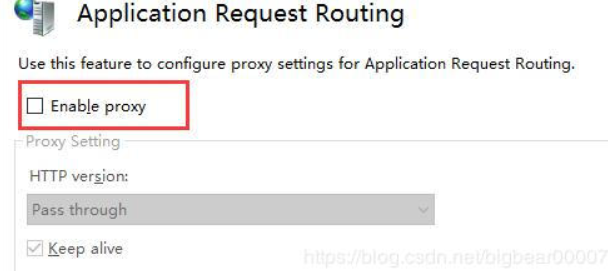 Application Request Routing
Use this feature to configure proxy settings for Application Request Routing.
Enable proxy
Proxy Setting
HTTP version:
Pass through
Keep alive
https://blog.csdn.net/bigbear00007